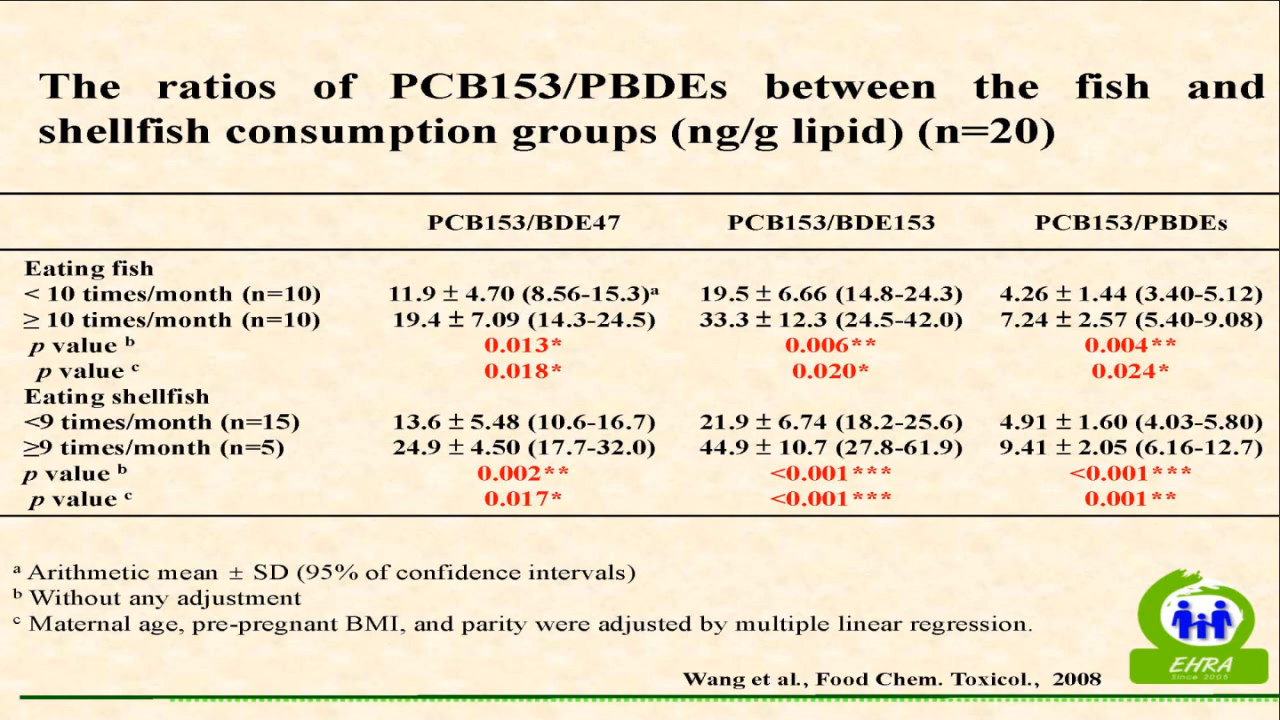 The ratios of PCB153/PBDEs between the fish and
shellfish consumption groups (ng/g lipid) (n=20)
PCB153/BDE47 PCB153/BDE153 PCB153/PBDEs
Eating fish
< 10 times/month (n=10) 11.9 ± 4.70 (8.56-15.3)ᵃ 19.5 ± 6.66 (14.8-24.3) 4.26 ± 1.44 (3.40-5.12)
≥ 10 times/month (n=10) 19.4 ± 7.09 (14.3-24.5) 33.3 ± 12.3 (24.5-42.0) 7.24 ± 2.57 (5.40-9.08)
p value ᵇ 0.013* 0.006** 0.004**
p value ᶜ 0.018* 0.020* 0.024*
Eating shellfish
<9 times/month (n=15) 13.6 ± 5.48 (10.6-16.7) 21.9 ± 6.74 (18.2-25.6) 4.91 ± 1.60 (4.03-5.80)
≥9 times/month (n=5) 24.9 ± 4.50 (17.7-32.0) 44.9 ± 10.7 (27.8-61.9) 9.41 ± 2.05 (6.16-12.7)
p value ᵇ 0.002** <0.001*** <0.001***
p value ᶜ 0.017* <0.001*** 0.001**
ᵃ Arithmetic mean ± SD (95% of confidence intervals)
ᵇ Without any adjustment
ᶜ Maternal age, pre-pregnant BMI, and parity were adjusted by multiple linear regression.
Wang et al., Food Chem. Toxicol., 2008
EHRA
Since 2005